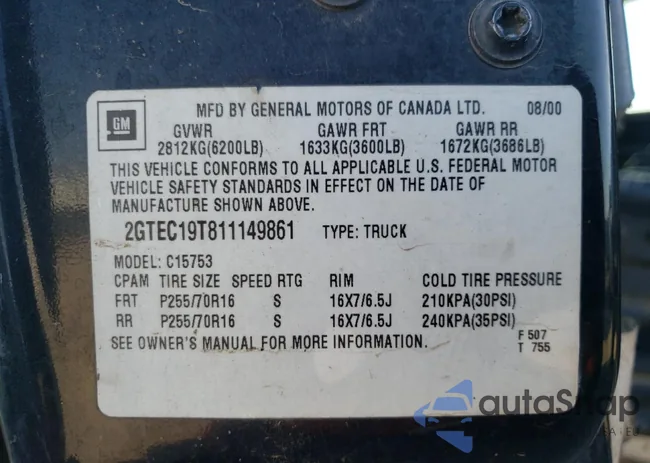 GM
MFD BY GENERAL MOTORS OF CANADA LTD. 08/00
GVWR GAWR FRT GAWR RR
2812KG(6200LB) 1633KG(3600LB) 1672KG(3686LB)
THIS VEHICLE CONFORMS TO ALL APPLICABLE U.S. FEDERAL MOTOR
VEHICLE SAFETY STANDARDS IN EFFECT ON THE DATE OF
MANUFACTURE SHOWN ABOVE.
2GTEC19T811149861 TYPE: TRUCK
MODEL: C15753
CPAM TIRE SIZE SPEED RTG RIM COLD TIRE PRESSURE
FRT P255/70R16 S 16X7/6.5J 210KPA(30PSI)
RR P255/70R16 S 16X7/6.5J 240KPA(35PSI)
SEE OWNER'S MANUAL FOR MORE INFORMATION.
F 507
T 755
autoSnap